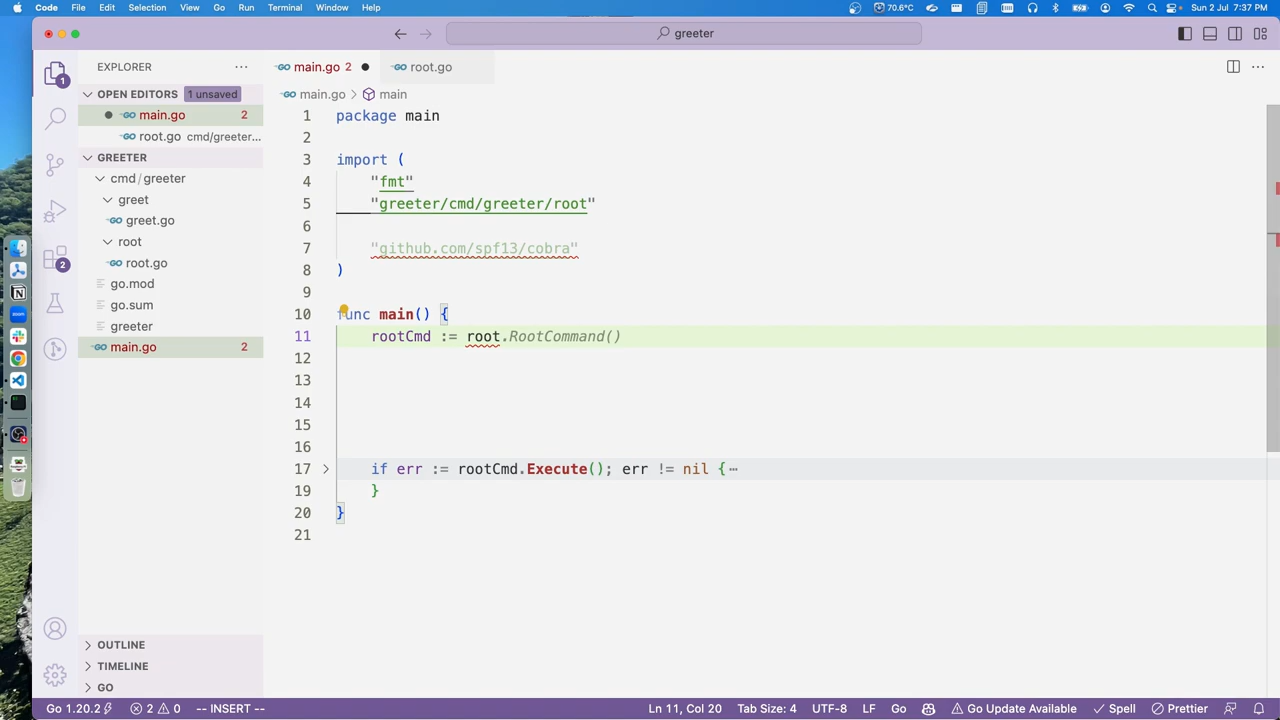 Code File Edit Selection View Go Run Terminal Window Help 70.6°C Sun 2 Jul 7:37 PM
greeter
EXPLORER
main.go 2
root.go
OPEN EDITORS 1 unsaved
main.go > main
main.go 2
root.go cmd/greeter...
GREETER
cmd / greeter
greet
greet.go
root
root.go
go.mod
go.sum
greeter
main.go 2
OUTLINE
TIMELINE
GO
1 package main
2
3 import (
4 "fmt"
5 "greeter/cmd/greeter/root"
6
7 "github.com/spf13/cobra"
8 )
9
10 func main() {
11 rootCmd := root.RootCommand()
12
13
14
15
16
17 if err := rootCmd.Execute(); err != nil {⋯
19 }
20 }
21
1
2
Go 1.20.2 2 0 -- INSERT -- Ln 11, Col 20 Tab Size: 4 UTF-8 LF Go Go Update Available Spell Prettier